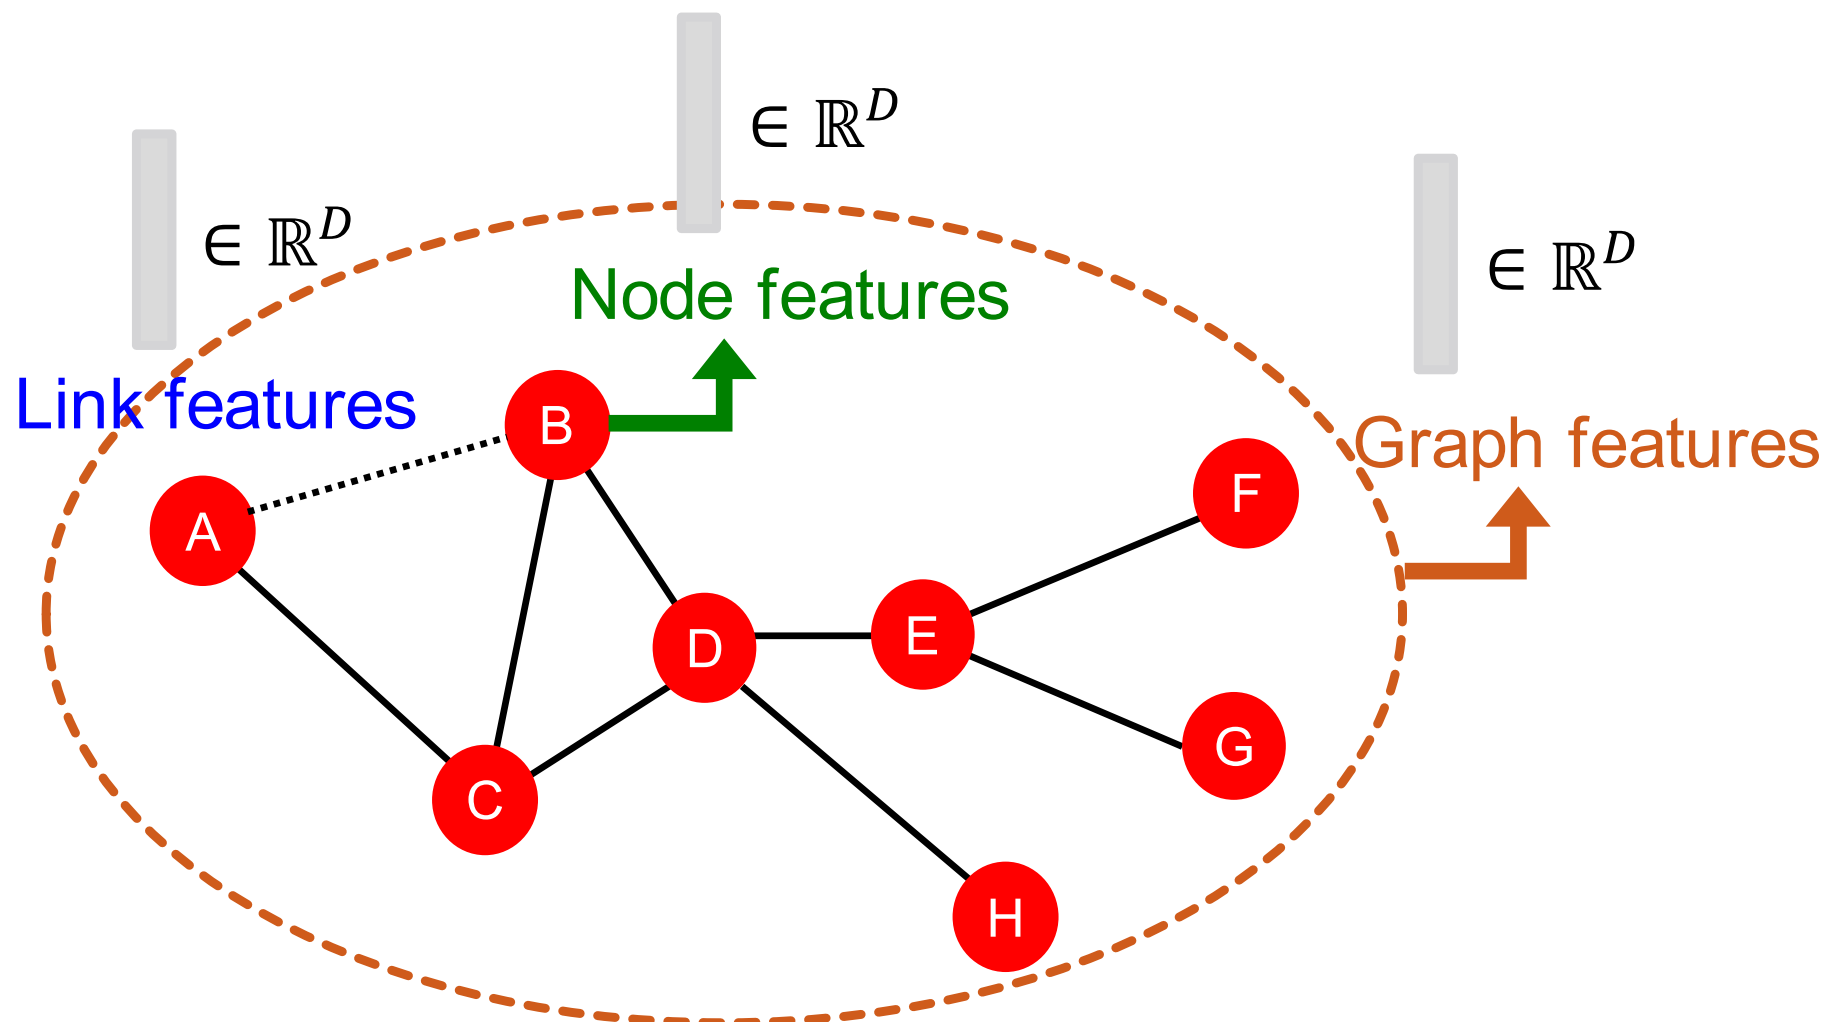 ∈ ℝ^D
∈ ℝ^D
∈ ℝ^D
Node features
Link features
Graph features
B
F
A
E
D
G
C
H